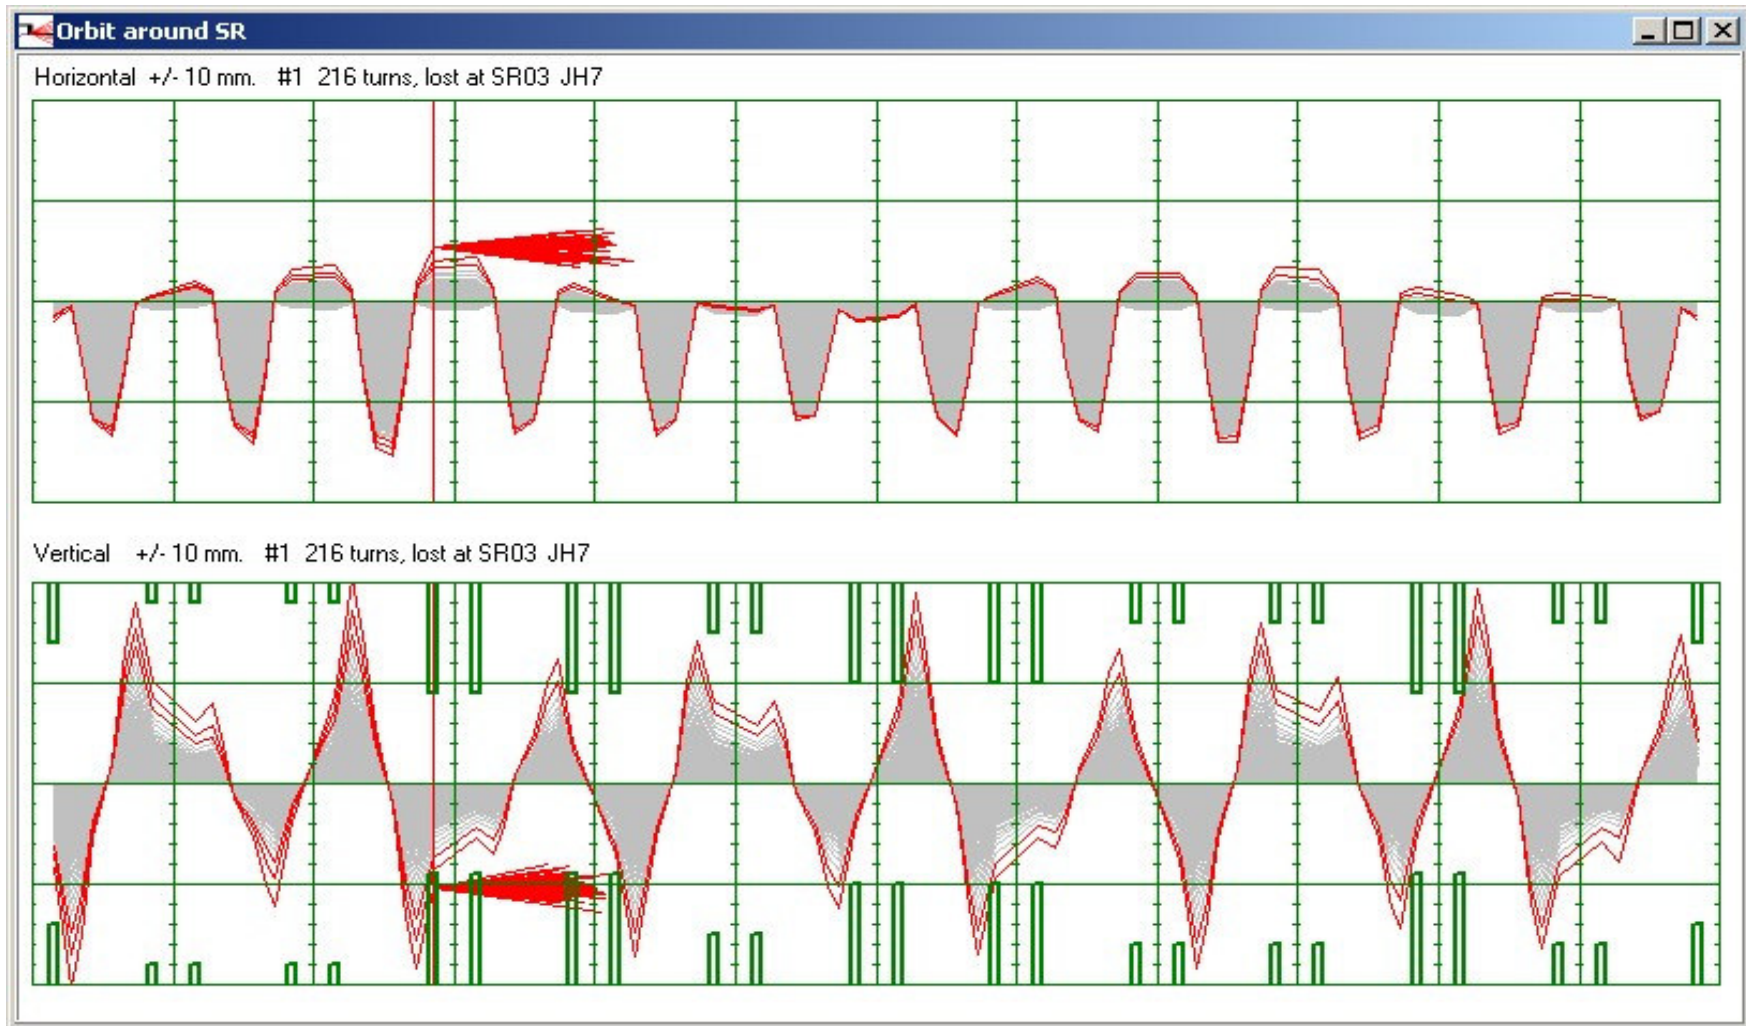 Orbit around SR
Horizontal +/- 10 mm. #1 216 turns, lost at SR03 JH7
Vertical +/- 10 mm. #1 216 turns, lost at SR03 JH7